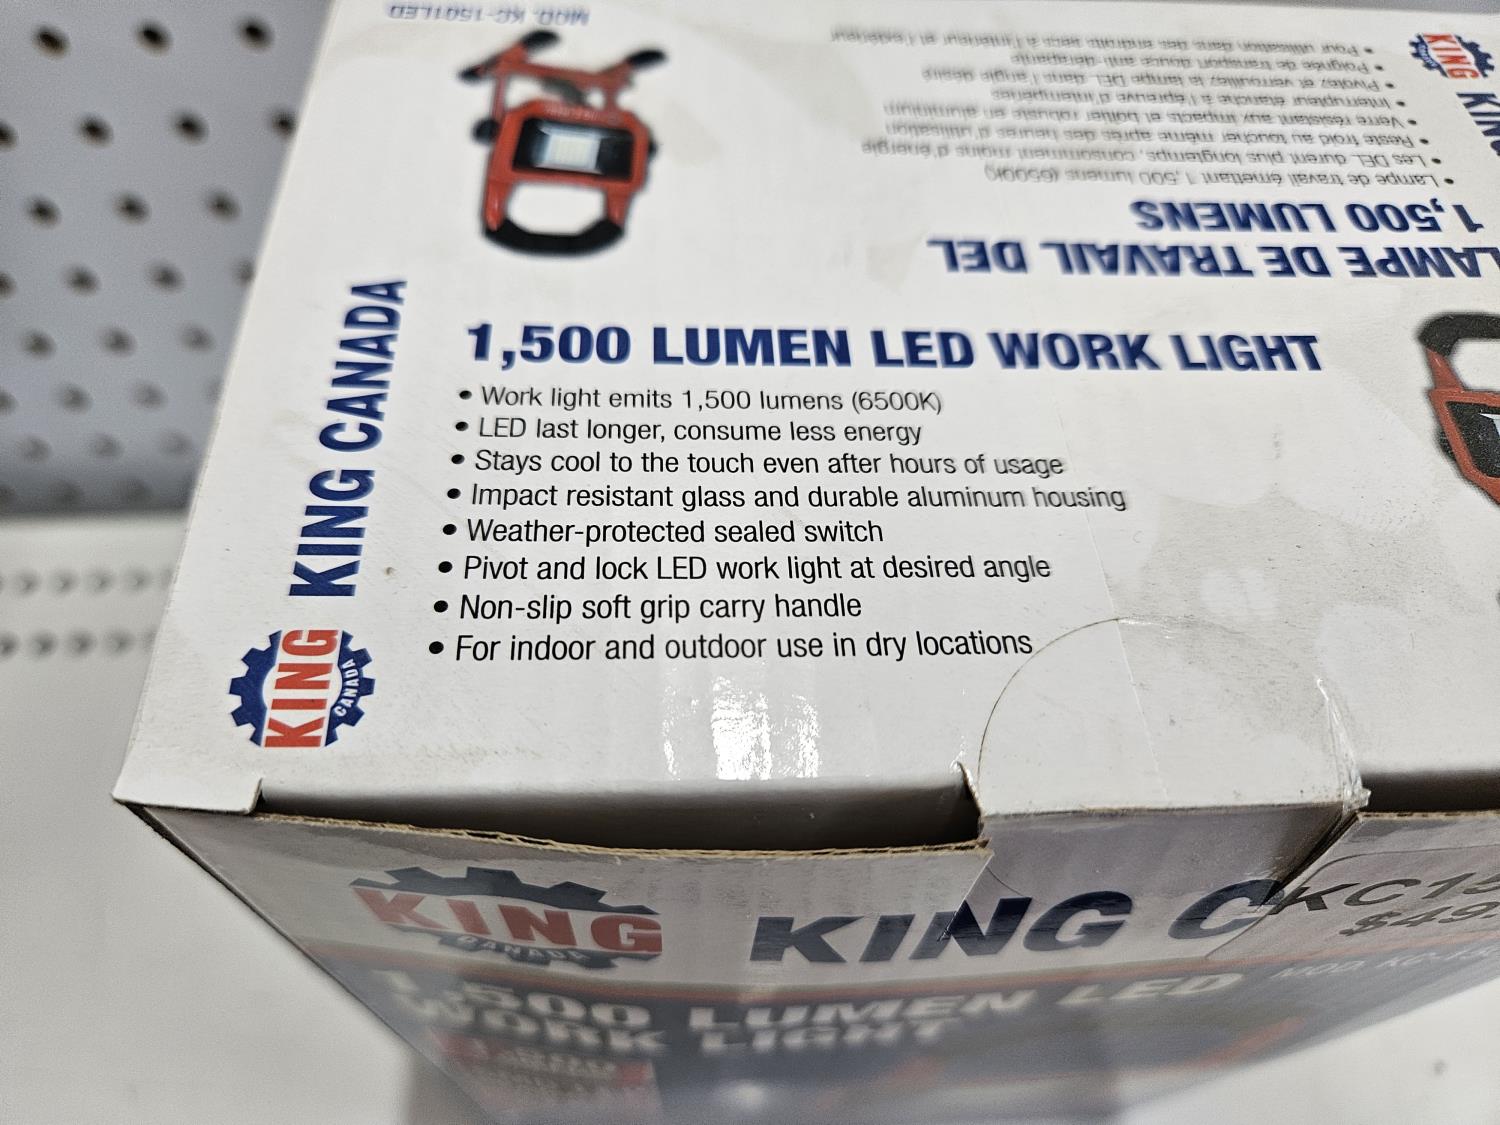 MOD. KC-1501LED
KING CANADA
1,500 LUMEN LED WORK LIGHT
• Work light emits 1,500 lumens (6500K)
• LED last longer, consume less energy
• Stays cool to the touch even after hours of usage
• Impact resistant glass and durable aluminum housing
• Weather-protected sealed switch
• Pivot and lock LED work light at desired angle
• Non-slip soft grip carry handle
• For indoor and outdoor use in dry locations
KING
CANADA
LAMPE DE TRAVAIL DEL
1,500 LUMENS
• Lampe de travail émettant 1,500 lumens (6500K)
• Les DEL durent plus longtemps, consomment moins d'énergie
• Reste froid au toucher même après des heures d'utilisation
• Verre résistant aux impacts et boîtier robuste en aluminium
• Interrupteur étanche à l'épreuve d'intempéries
• Pivotez et verrouillez la lampe DEL dans l'angle désiré
• Poignée de transport douce anti-dérapante
• Pour utilisation dans des endroits secs à l'intérieur et l'extérieur
KING
KING
CANADA
KING C
KC15
$49
1,500 LUMEN LED
WORK LIGHT
MOD. KC-150